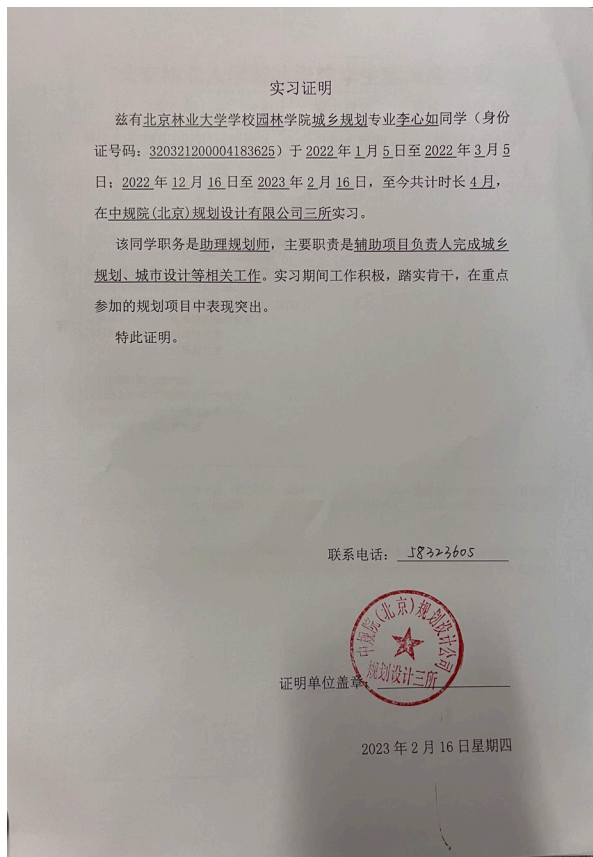 实习证明
兹有北京林业大学学校园林学院城乡规划专业李心如同学（身份
证号码：320321200004183625）于 2022 年 1 月 5 日至 2022 年 3 月 5
日；2022 年 12 月 16 日至 2023 年 2 月 16 日，至今共计时长 4 月，
在中规院(北京)规划设计有限公司三所实习。
该同学职务是助理规划师，主要职责是辅助项目负责人完成城乡
规划、城市设计等相关工作。实习期间工作积极，踏实肯干，在重点
参加的规划项目中表现突出。
特此证明。
联系电话：58323605
中规院(北京)规划设计公司
规划设计三所
证明单位盖章：
2023 年 2 月 16 日星期四